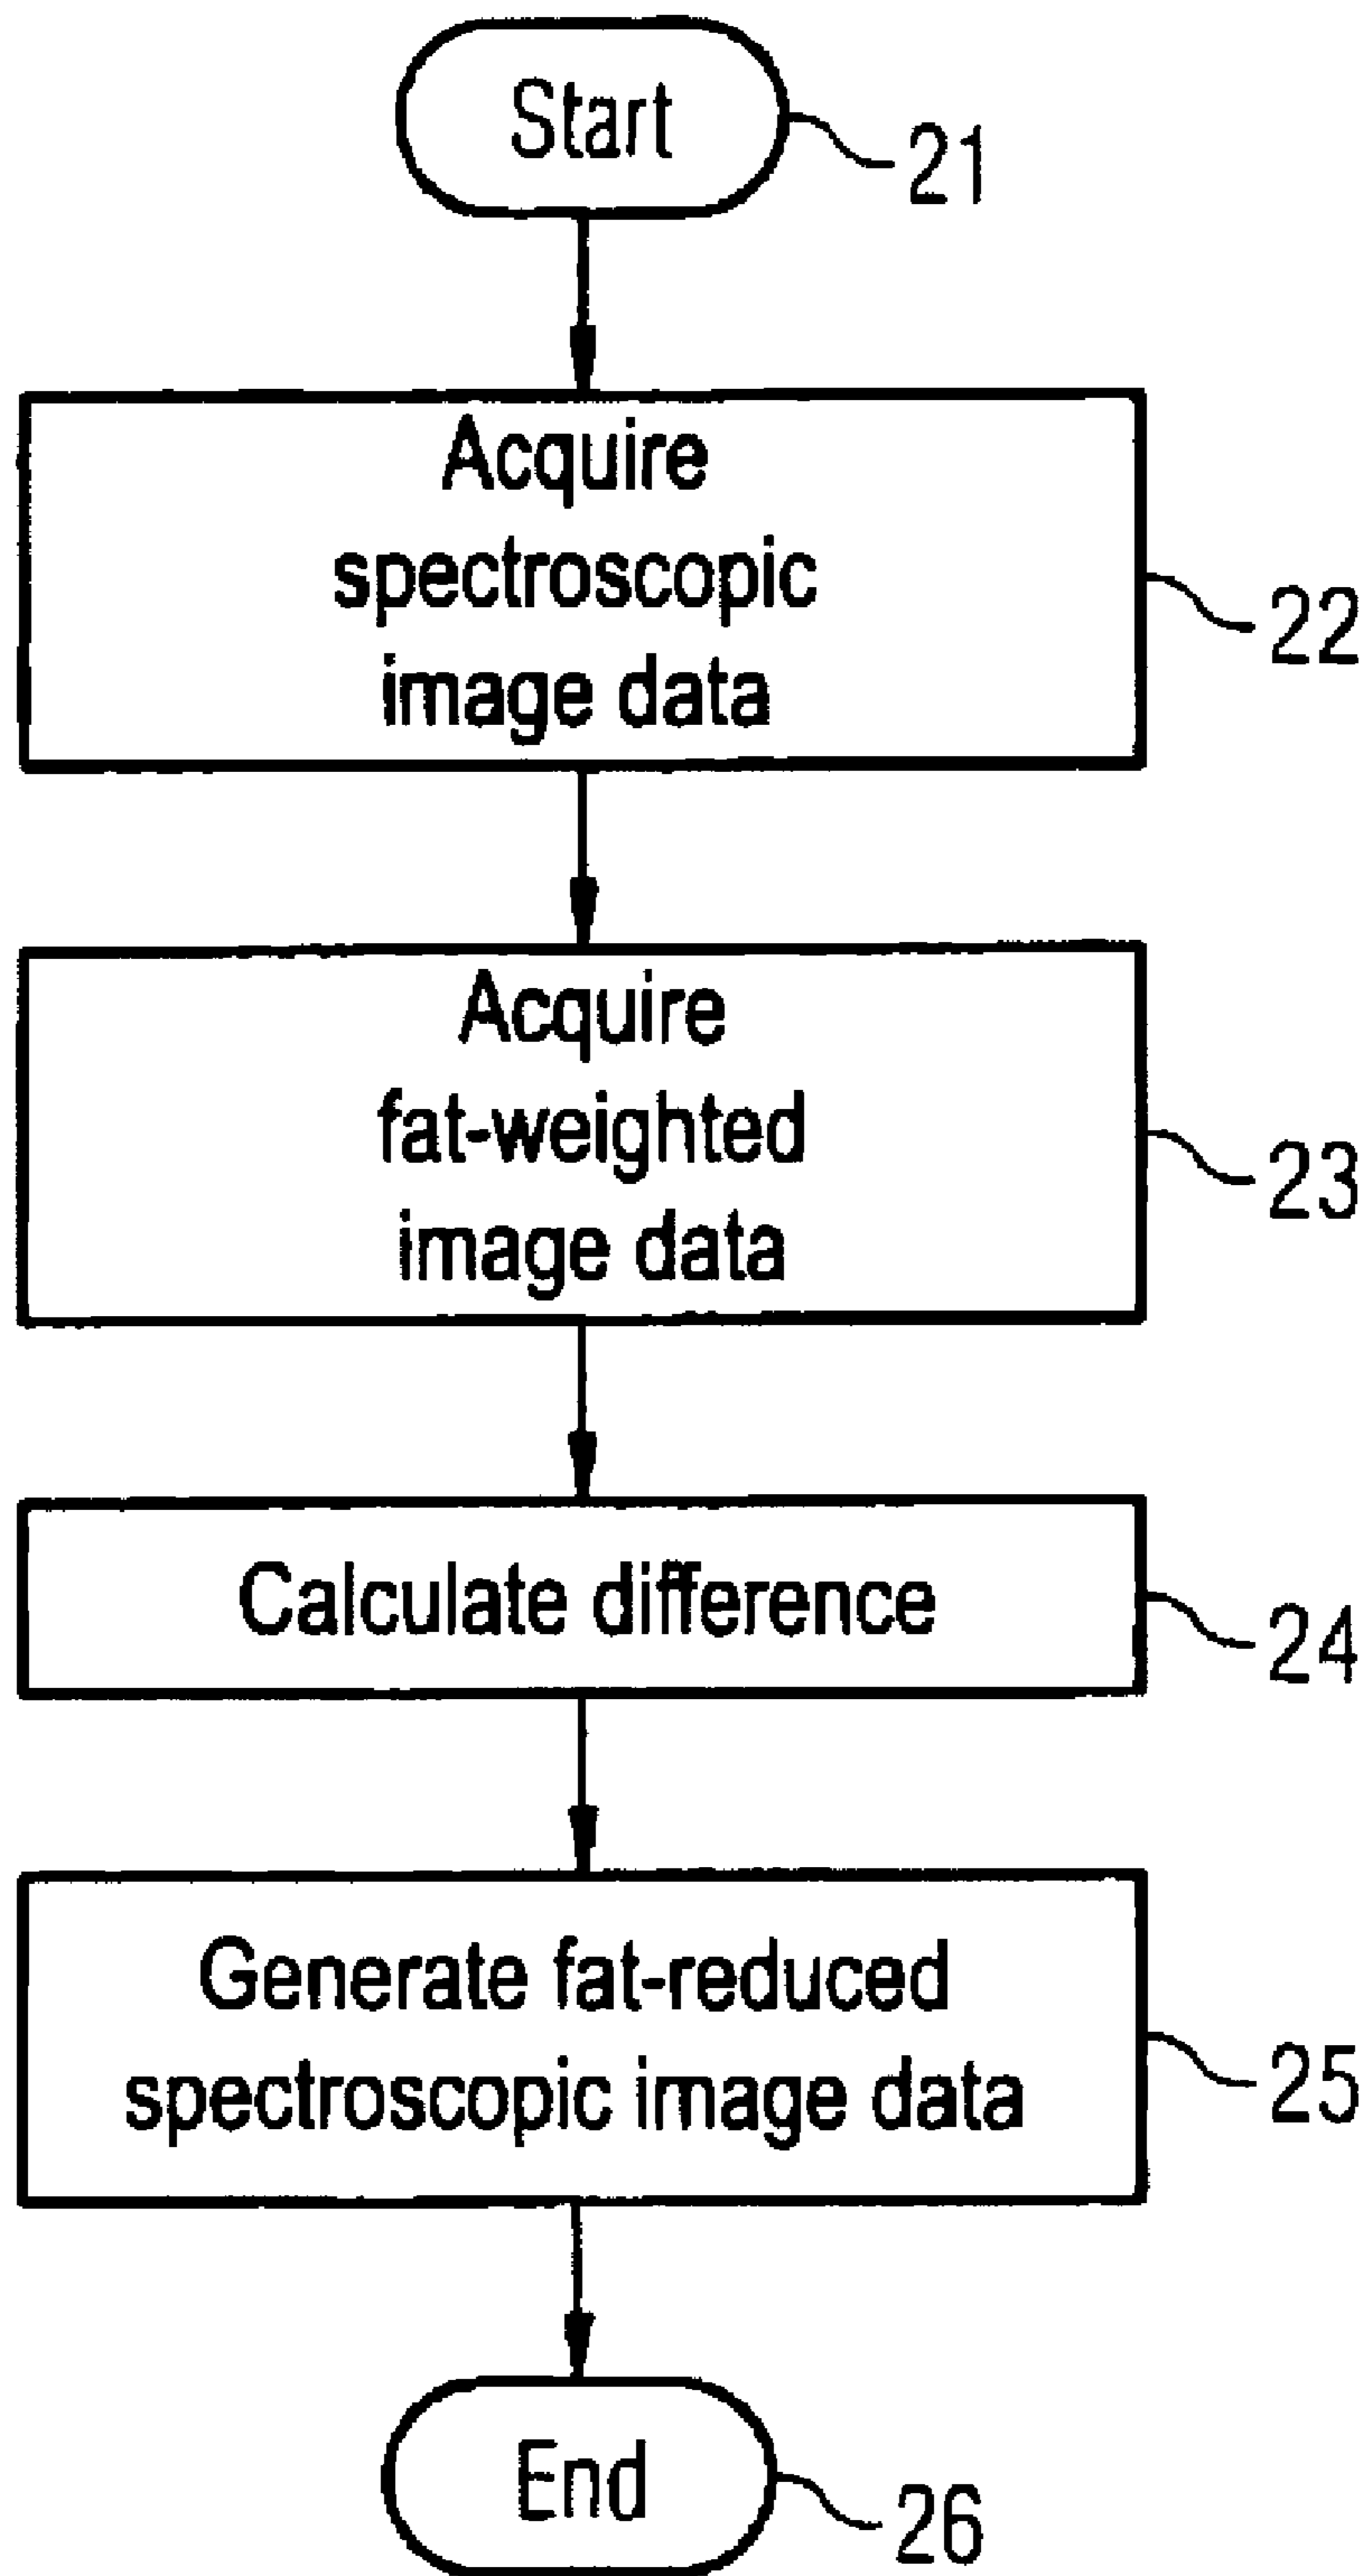 Start
21
Acquire
spectroscopic
image data
22
Acquire
fat-weighted
image data
23
Calculate difference
24
Generate fat-reduced
spectroscopic image data
25
End
26